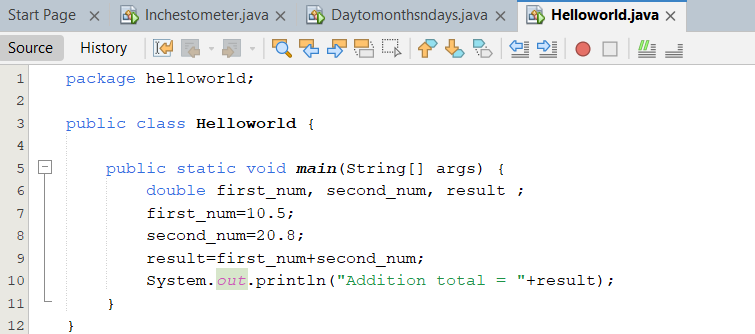 Start Page Inchestometer.java Daytomonthsndays.java Helloworld.java
Source History
1 package helloworld;
2
3 public class Helloworld {
4
5 public static void main(String[] args) {
6 double first_num, second_num, result ;
7 first_num=10.5;
8 second_num=20.8;
9 result=first_num+second_num;
10 System.out.println("Addition total = "+result);
11 }
12 }